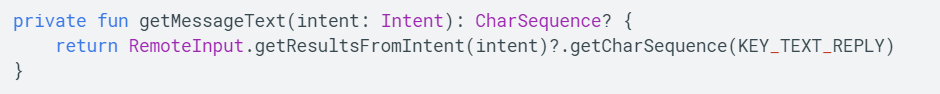 private fun getMessageText(intent: Intent): CharSequence? {
    return RemoteInput.getResultsFromIntent(intent)?.getCharSequence(KEY_TEXT_REPLY)
}